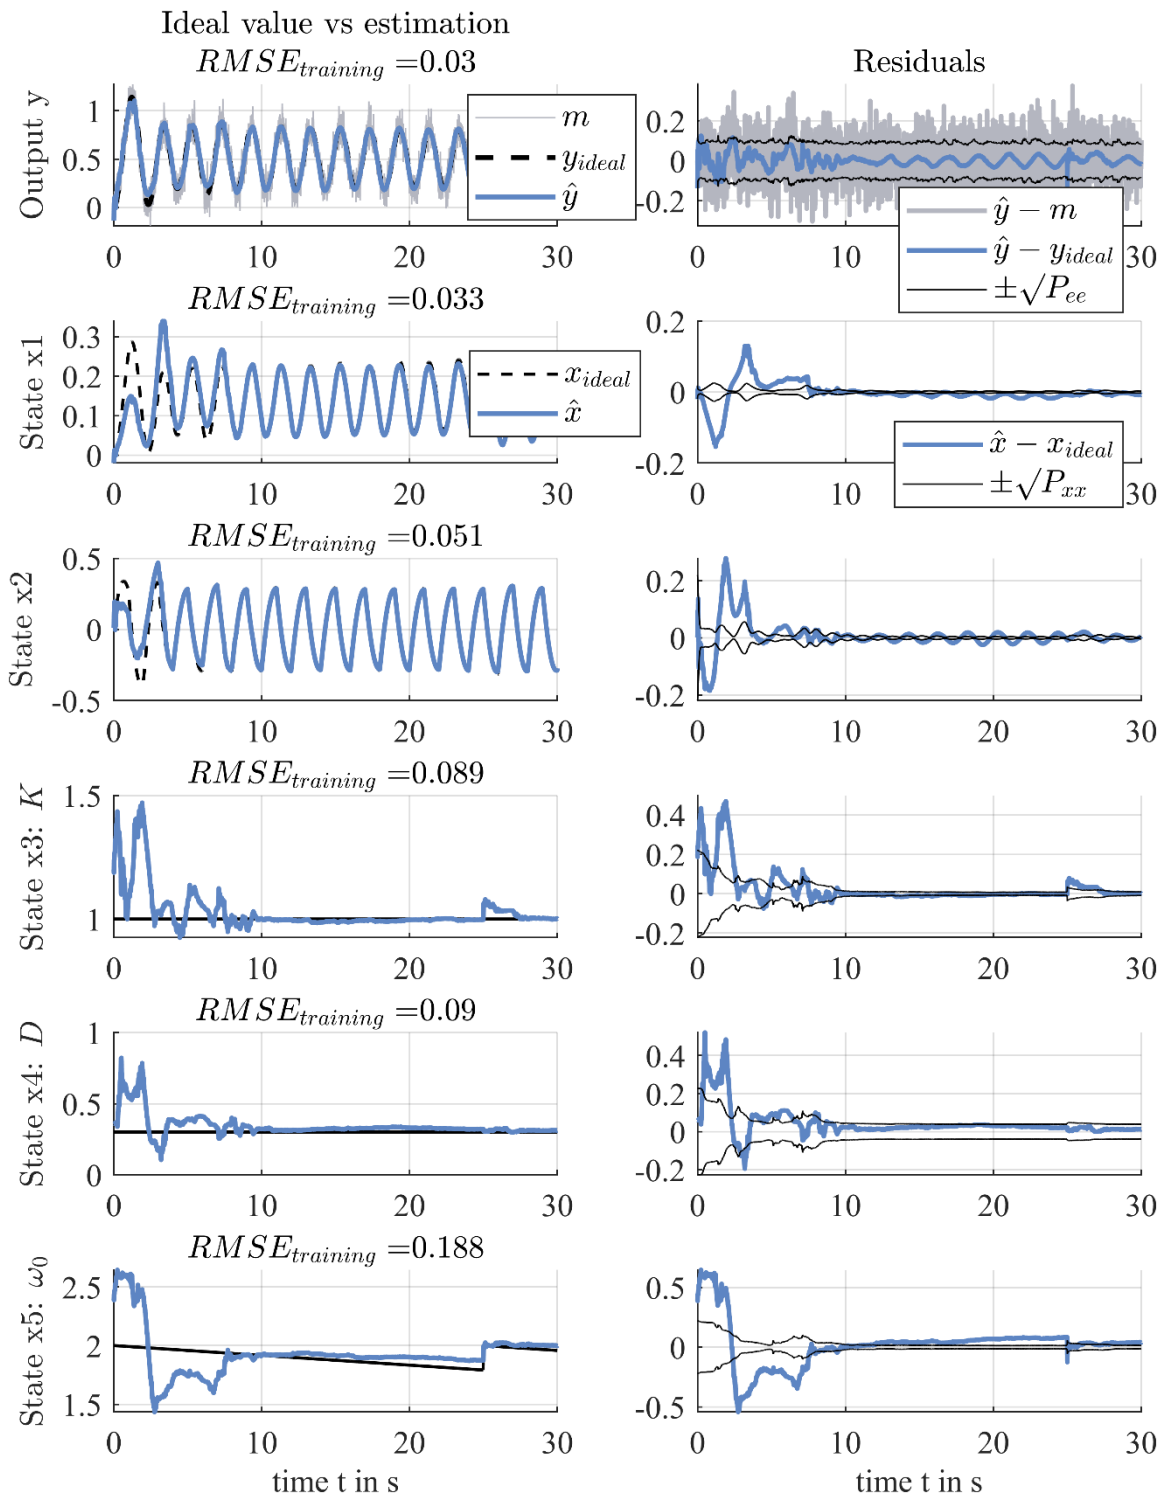 Ideal value vs estimation
RMSE_training =0.03
Residuals
Output y
1
0.5
0
0 10 20 30
m
y_ideal
ŷ
0.2
0
-0.2
0 10 20 30
ŷ − m
ŷ − y_ideal
±√P_ee
RMSE_training =0.033
State x1
0.3
0.2
0.1
0
0 10 20 30
x_ideal
x̂
0.2
0
-0.2
0 10 20 30
x̂ − x_ideal
±√P_xx
RMSE_training =0.051
State x2
0.5
0
-0.5
0 10 20 30
0.2
0
-0.2
0 10 20 30
RMSE_training =0.089
State x3: K
1.5
1
0 10 20 30
0.4
0.2
0
-0.2
0 10 20 30
RMSE_training =0.09
State x4: D
1
0.5
0
0 10 20 30
0.4
0.2
0
-0.2
0 10 20 30
RMSE_training =0.188
State x5: ω₀
2.5
2
1.5
0 10 20 30
time t in s
0.5
0
-0.5
0 10 20 30
time t in s